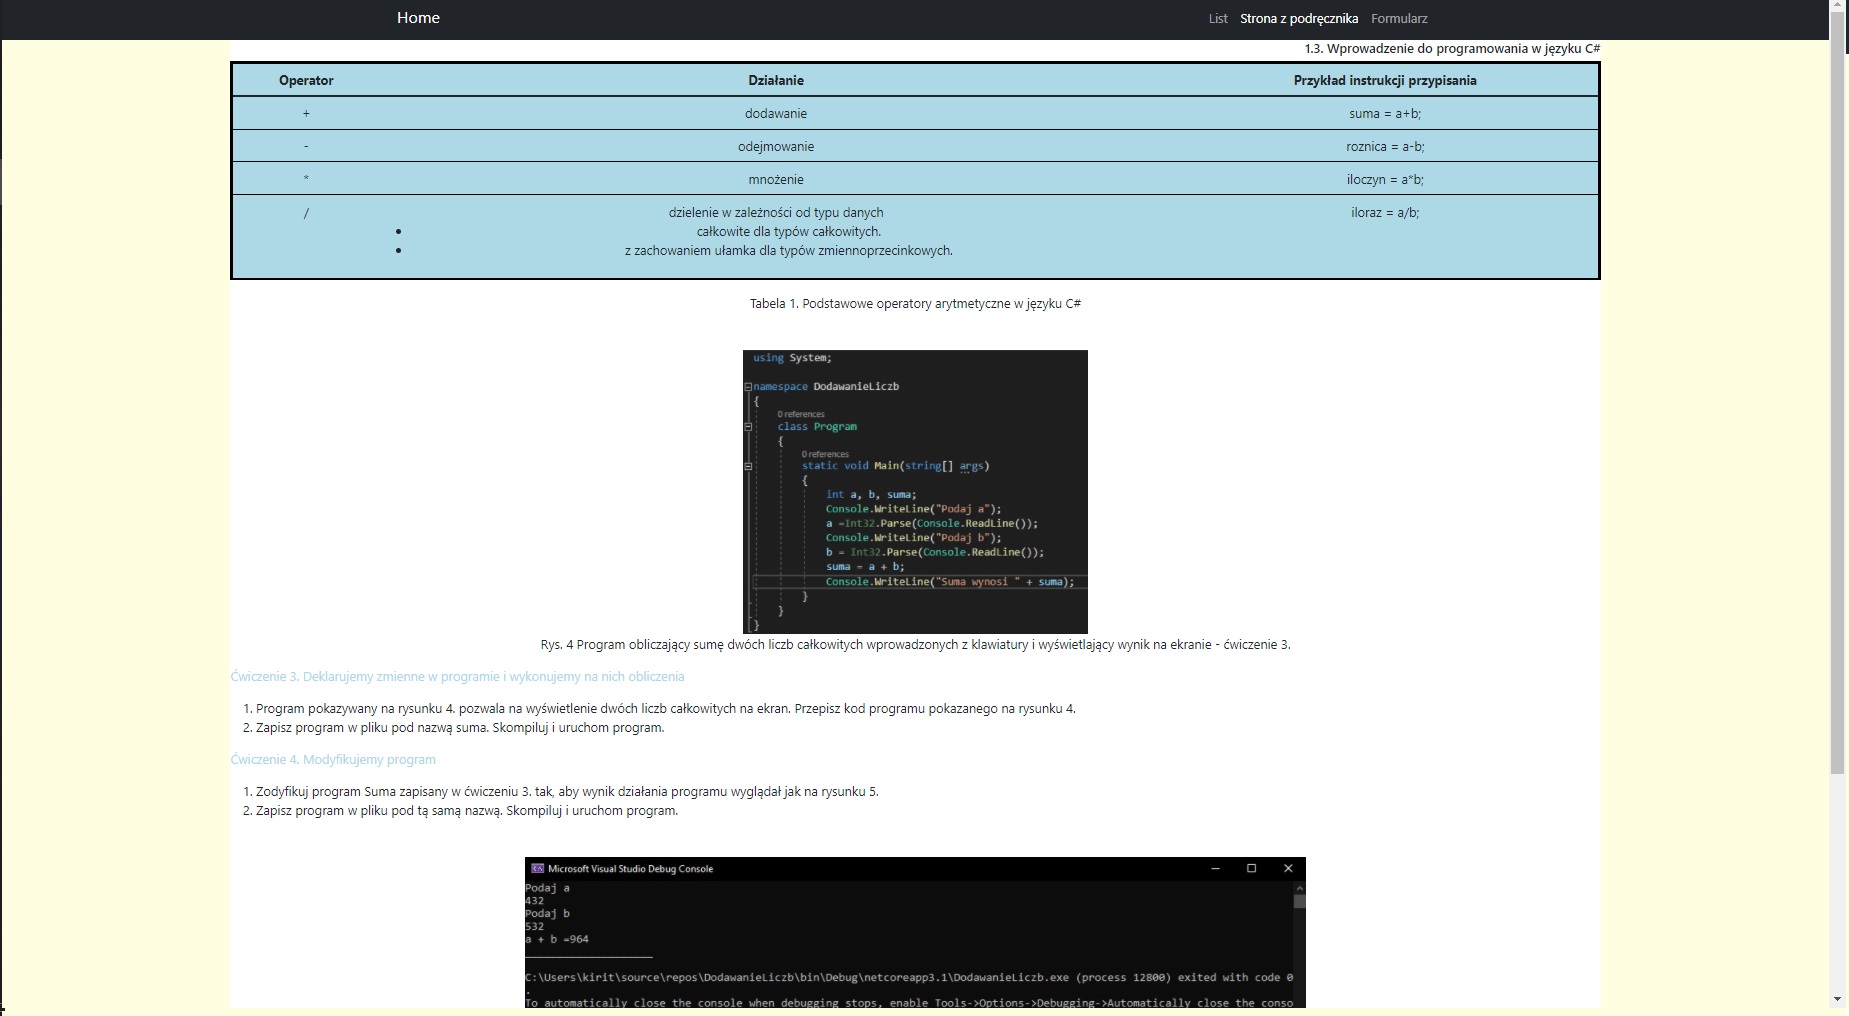 Home List Strona z podręcznika Formularz
1.3. Wprowadzenie do programowania w języku C#
Operator Działanie Przykład instrukcji przypisania
+ dodawanie suma = a+b;
- odejmowanie roznica = a-b;
* mnożenie iloczyn = a*b;
/ dzielenie w zależności od typu danych iloraz = a/b;
• całkowite dla typów całkowitych.
• z zachowaniem ułamka dla typów zmiennoprzecinkowych.
Tabela 1. Podstawowe operatory arytmetyczne w języku C#
using System;
namespace DodawanieLiczb
{
0 references
class Program
{
0 references
static void Main(string[] args)
{
int a, b, suma;
Console.WriteLine("Podaj a");
a =Int32.Parse(Console.ReadLine());
Console.WriteLine("Podaj b");
b = Int32.Parse(Console.ReadLine());
suma = a + b;
Console.WriteLine("Suma wynosi " + suma);
}
}
}
Rys. 4 Program obliczający sumę dwóch liczb całkowitych wprowadzonych z klawiatury i wyświetlający wynik na ekranie - ćwiczenie 3.
Ćwiczenie 3. Deklarujemy zmienne w programie i wykonujemy na nich obliczenia
1. Program pokazywany na rysunku 4. pozwala na wyświetlenie dwóch liczb całkowitych na ekran. Przepisz kod programu pokazanego na rysunku 4.
2. Zapisz program w pliku pod nazwą suma. Skompiluj i uruchom program.
Ćwiczenie 4. Modyfikujemy program
1. Zodyfikuj program Suma zapisany w ćwiczeniu 3. tak, aby wynik działania programu wyglądał jak na rysunku 5.
2. Zapisz program w pliku pod tą samą nazwą. Skompiluj i uruchom program.
Microsoft Visual Studio Debug Console
Podaj a
432
Podaj b
532
a + b =964
____________________
C:\Users\kirit\source\repos\DodawanieLiczb\bin\Debug\netcoreapp3.1\DodawanieLiczb.exe (process 12800) exited with code 0
.
To automatically close the console when debugging stops, enable Tools->Options->Debugging->Automatically close the conso